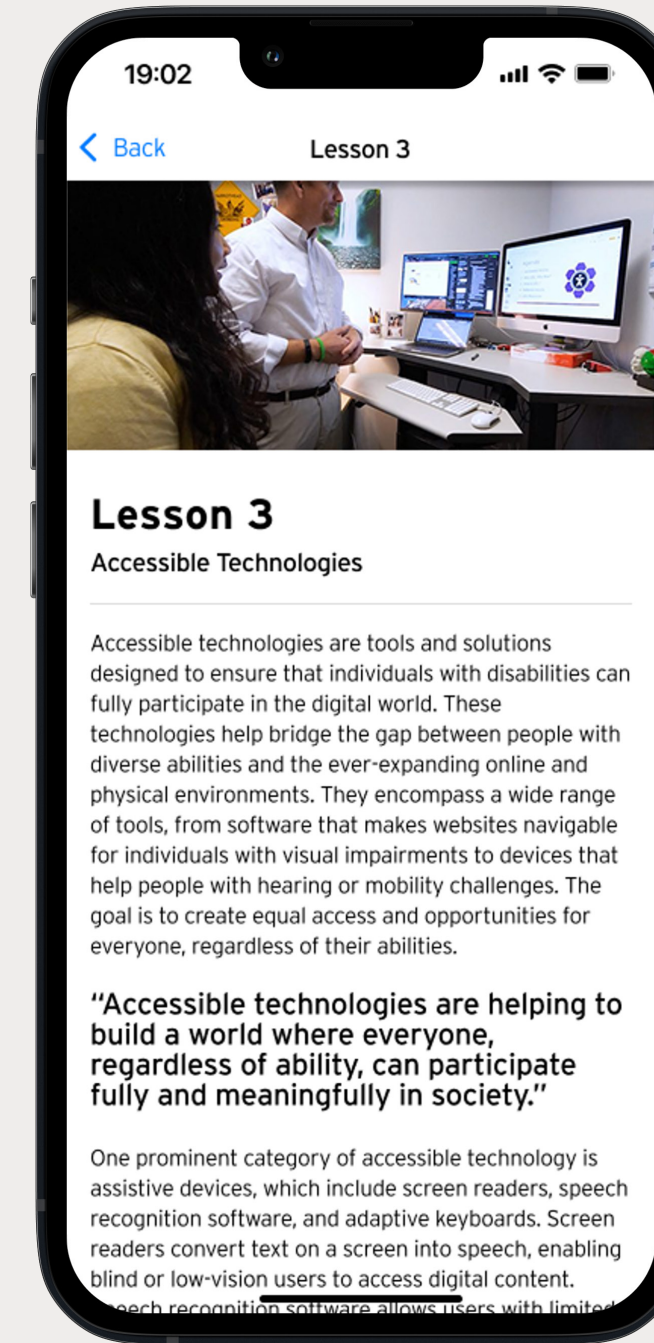 19:02
Back
Lesson 3
Lesson 3
Accessible Technologies
Accessible technologies are tools and solutions
designed to ensure that individuals with disabilities can
fully participate in the digital world. These
technologies help bridge the gap between people with
diverse abilities and the ever-expanding online and
physical environments. They encompass a wide range
of tools, from software that makes websites navigable
for individuals with visual impairments to devices that
help people with hearing or mobility challenges. The
goal is to create equal access and opportunities for
everyone, regardless of their abilities.
“Accessible technologies are helping to
build a world where everyone,
regardless of ability, can participate
fully and meaningfully in society.”
One prominent category of accessible technology is
assistive devices, which include screen readers, speech
recognition software, and adaptive keyboards. Screen
readers convert text on a screen into speech, enabling
blind or low-vision users to access digital content.
recognition software allows users with limited